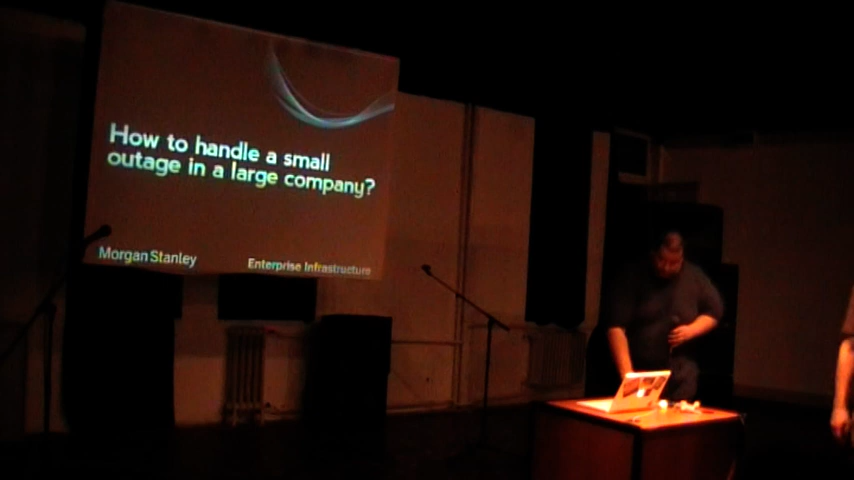 How to handle a small
outage in a large company?
Morgan Stanley
Enterprise Infrastructure